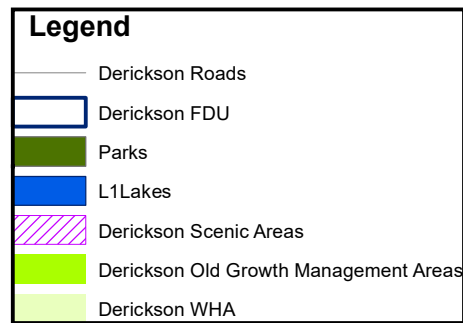 Legend
Derickson Roads
Derickson FDU
Parks
L1Lakes
Derickson Scenic Areas
Derickson Old Growth Management Areas
Derickson WHA